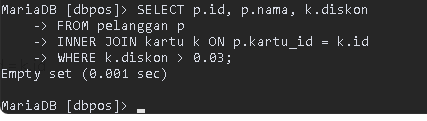 MariaDB [dbpos]> SELECT p.id, p.nama, k.diskon
    -> FROM pelanggan p
    -> INNER JOIN kartu k ON p.kartu_id = k.id
    -> WHERE k.diskon > 0.03;
Empty set (0.001 sec)

MariaDB [dbpos]>